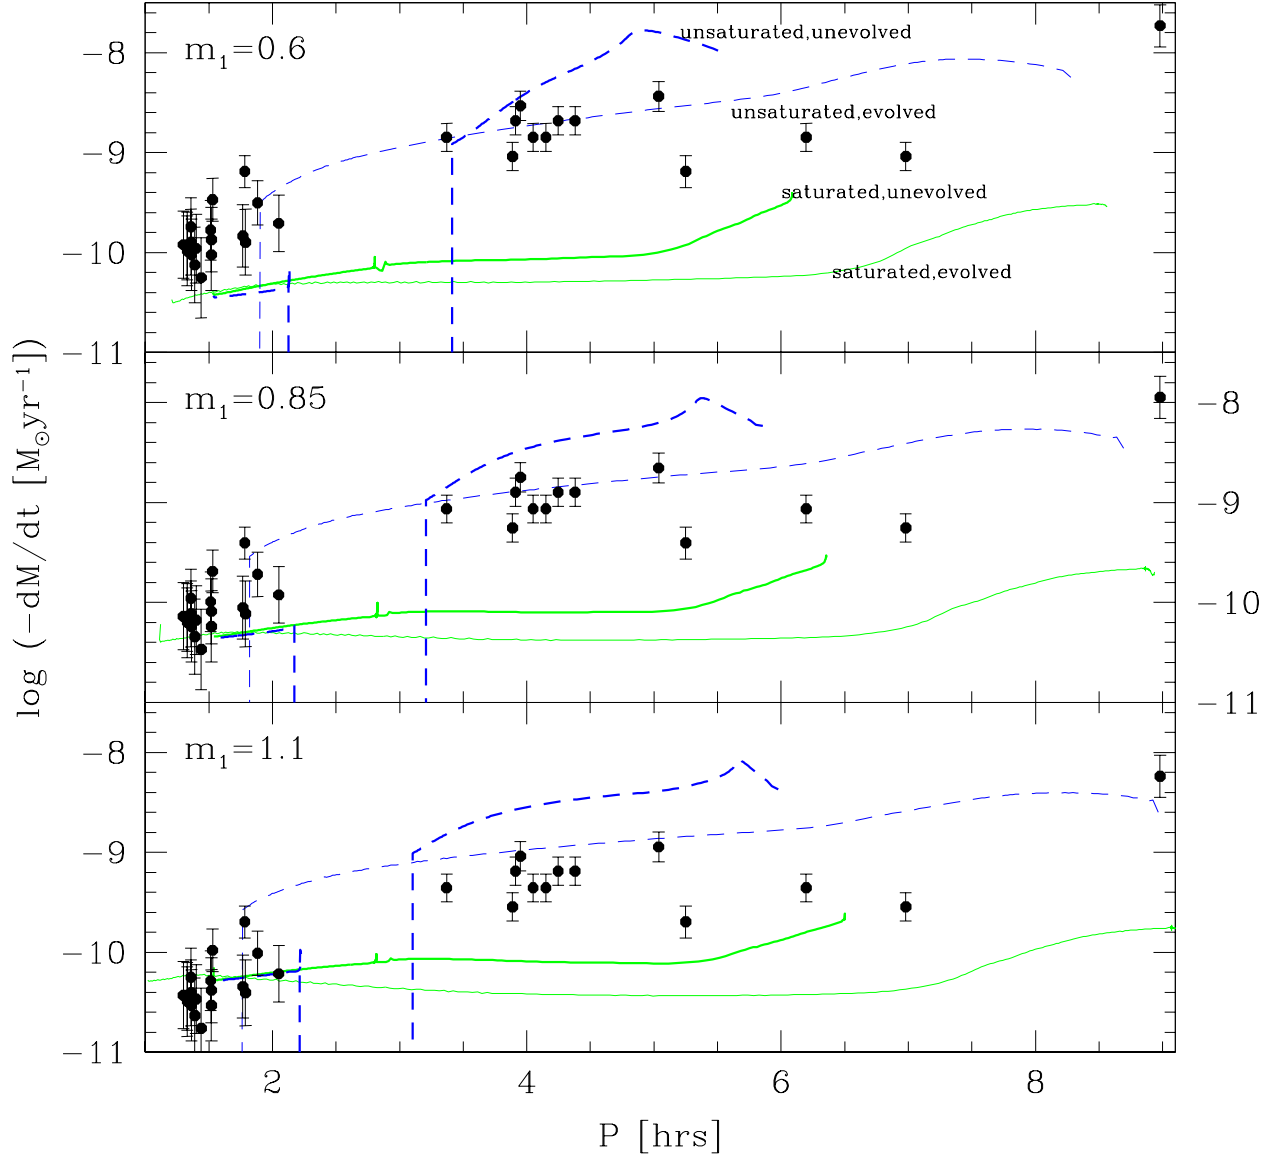 m₁=0.6
unsaturated,unevolved
unsaturated,evolved
saturated,unevolved
saturated,evolved
−8
−9
−10
−11
m₁=0.85
−8
−9
−10
−11
m₁=1.1
−8
−9
−10
−11
2 4 6 8
P [hrs]
log (−dM/dt [M⊙yr⁻¹])